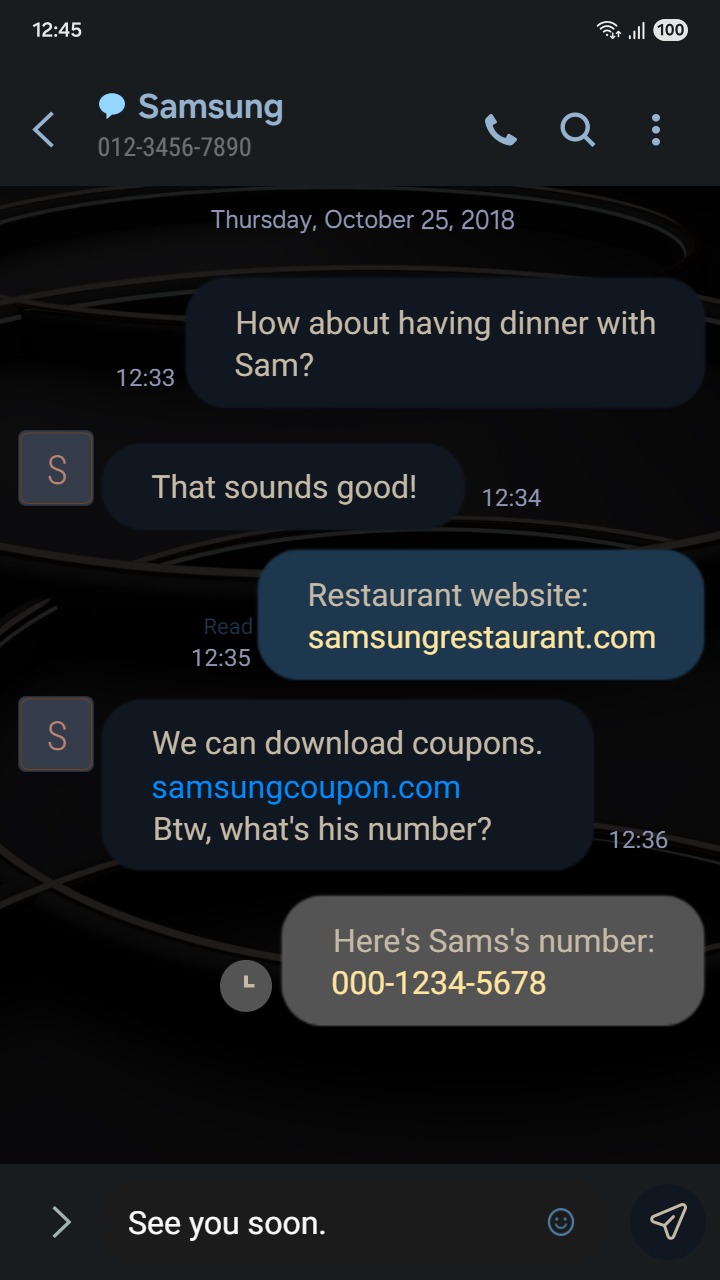 12:45
100
Samsung
012-3456-7890
Thursday, October 25, 2018
How about having dinner with
Sam?
12:33
S
That sounds good!
12:34
Restaurant website:
samsungrestaurant.com
Read
12:35
S
We can download coupons.
samsungcoupon.com
Btw, what's his number?
12:36
Here's Sams's number:
000-1234-5678
See you soon.